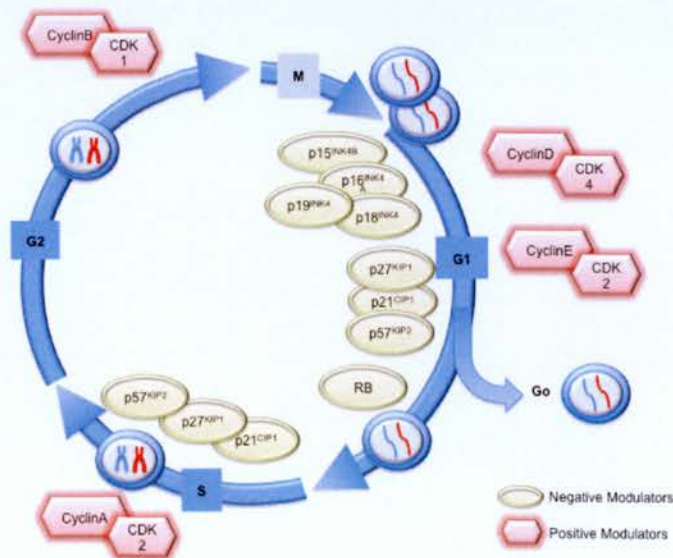 CyclinB
CDK
1
M
p15INK4B
p16INK4
A
p19INK4
p18INK4
CyclinD
CDK
4
G2
G1
CyclinE
CDK
2
p27KIP1
p21CIP1
p57KIP2
RB
Go
p57KIP2
p27KIP1
p21CIP1
S
CyclinA
CDK
2
Negative Modulators
Positive Modulators